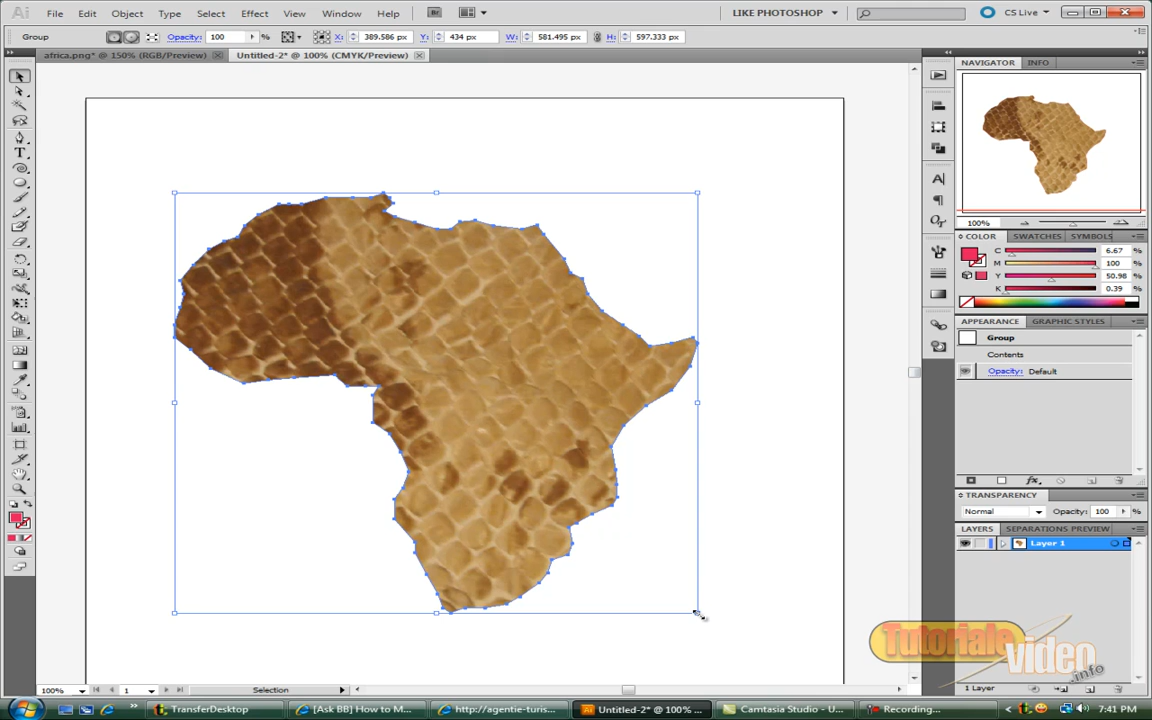 Ai File Edit Object Type Select Effect View Window Help Br LIKE PHOTOSHOP CS Live
Group Opacity: 100 % X: 389.586 px Y: 434 px W: 581.495 px H: 597.333 px
africa.png* @ 150% (RGB/Preview) Untitled-2* @ 100% (CMYK/Preview)
NAVIGATOR INFO
100%
COLOR SWATCHES SYMBOLS
C 6.67 %
M 100 %
Y 50.98 %
K 0.39 %
APPEARANCE GRAPHIC STYLES
Group
Contents
Opacity: Default
TRANSPARENCY
Normal Opacity: 100
LAYERS SEPARATIONS PREVIEW
Layer 1
Tutoriale
video
.info
1 Layer
100% 1 Selection
TransferDesktop [Ask BB] How to M... http://agentie-turis... Untitled-2* @ 100% ... Camtasia Studio - U... Recording... 7:41 PM